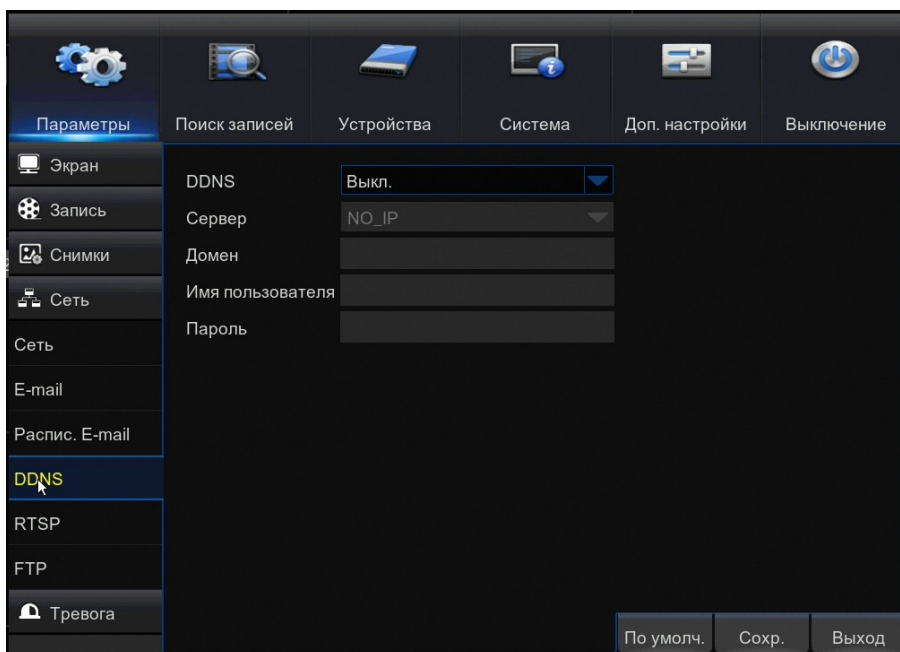 Параметры
Поиск записей
Устройства
Система
Доп. настройки
Выключение
Экран
Запись
Снимки
Сеть
Сеть
E-mail
Распис. E-mail
DDNS
RTSP
FTP
Тревога
DDNS
Выкл.
Сервер
NO_IP
Домен
Имя пользователя
Пароль
По умолч.
Сохр.
Выход